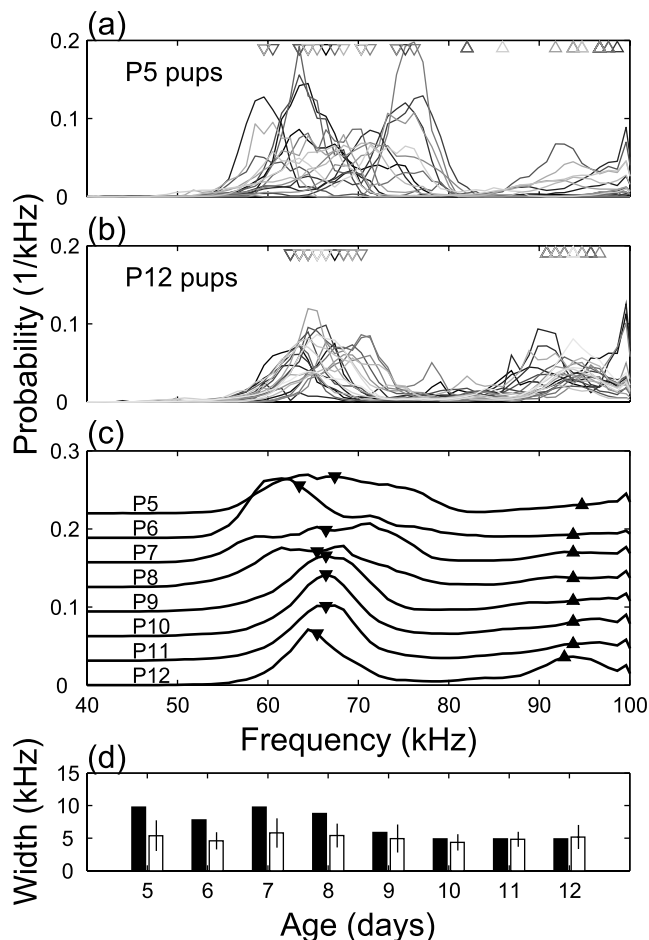 (a)
0.2
0.1
0
P5 pups
(b)
0.2
0.1
0
P12 pups
Probability (1/kHz)
(c)
0.3
0.2
0.1
0
P5
P6
P7
P8
P9
P10
P11
P12
40 50 60 70 80 90 100
Frequency (kHz)
(d)
15
10
5
0
Width (kHz)
5 6 7 8 9 10 11 12
Age (days)